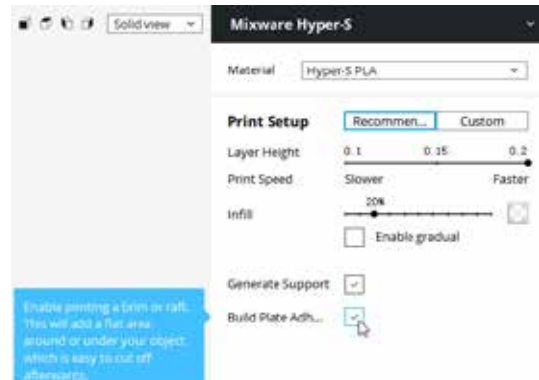 Solid view
Mixware Hyper-S
Material Hyper-S PLA
Print Setup Recommen... Custom
Layer Height 0.1 0.15 0.2
Print Speed Slower Faster
20%
Infill
Enable gradual
Generate Support
Build Plate Adh...
Enable printing a brim or raft.
This will add a flat area
around or under your object
which is easy to cut off
afterwards.